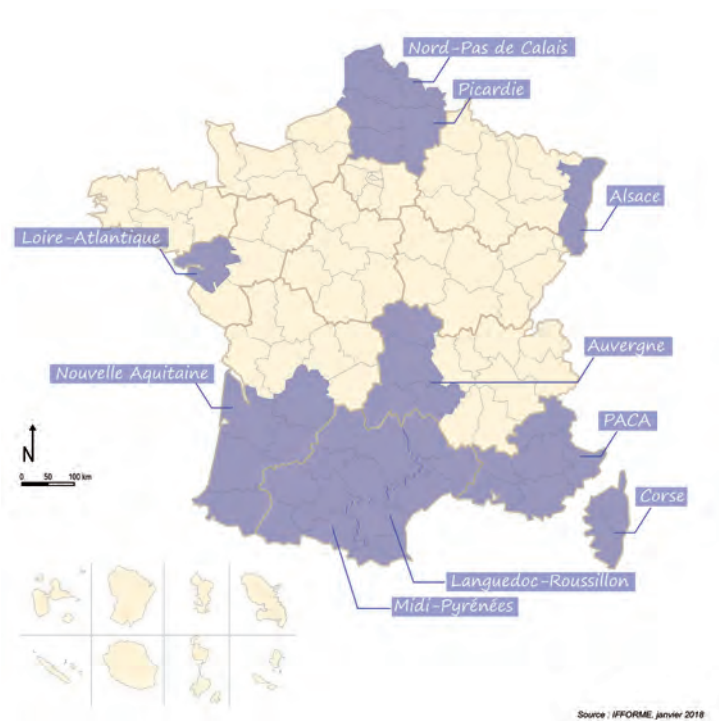 Nord-Pas de Calais
Picardie
Alsace
Loire-Atlantique
Auvergne
Nouvelle Aquitaine
PACA
N
0 50 100 km
Corse
Languedoc-Roussillon
Midi-Pyrénées
Source : IFFORME, janvier 2018